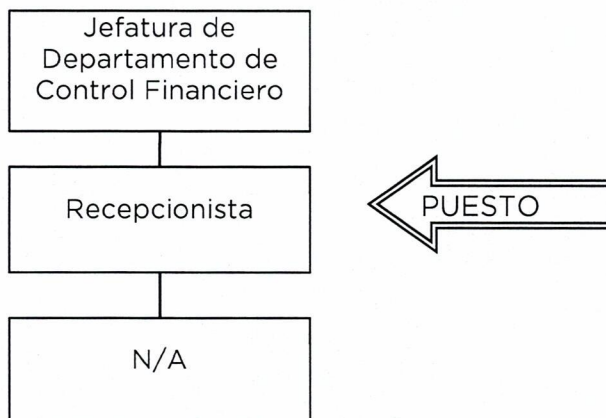 Jefatura de
Departamento de
Control Financiero
Recepcionista
PUESTO
N/A